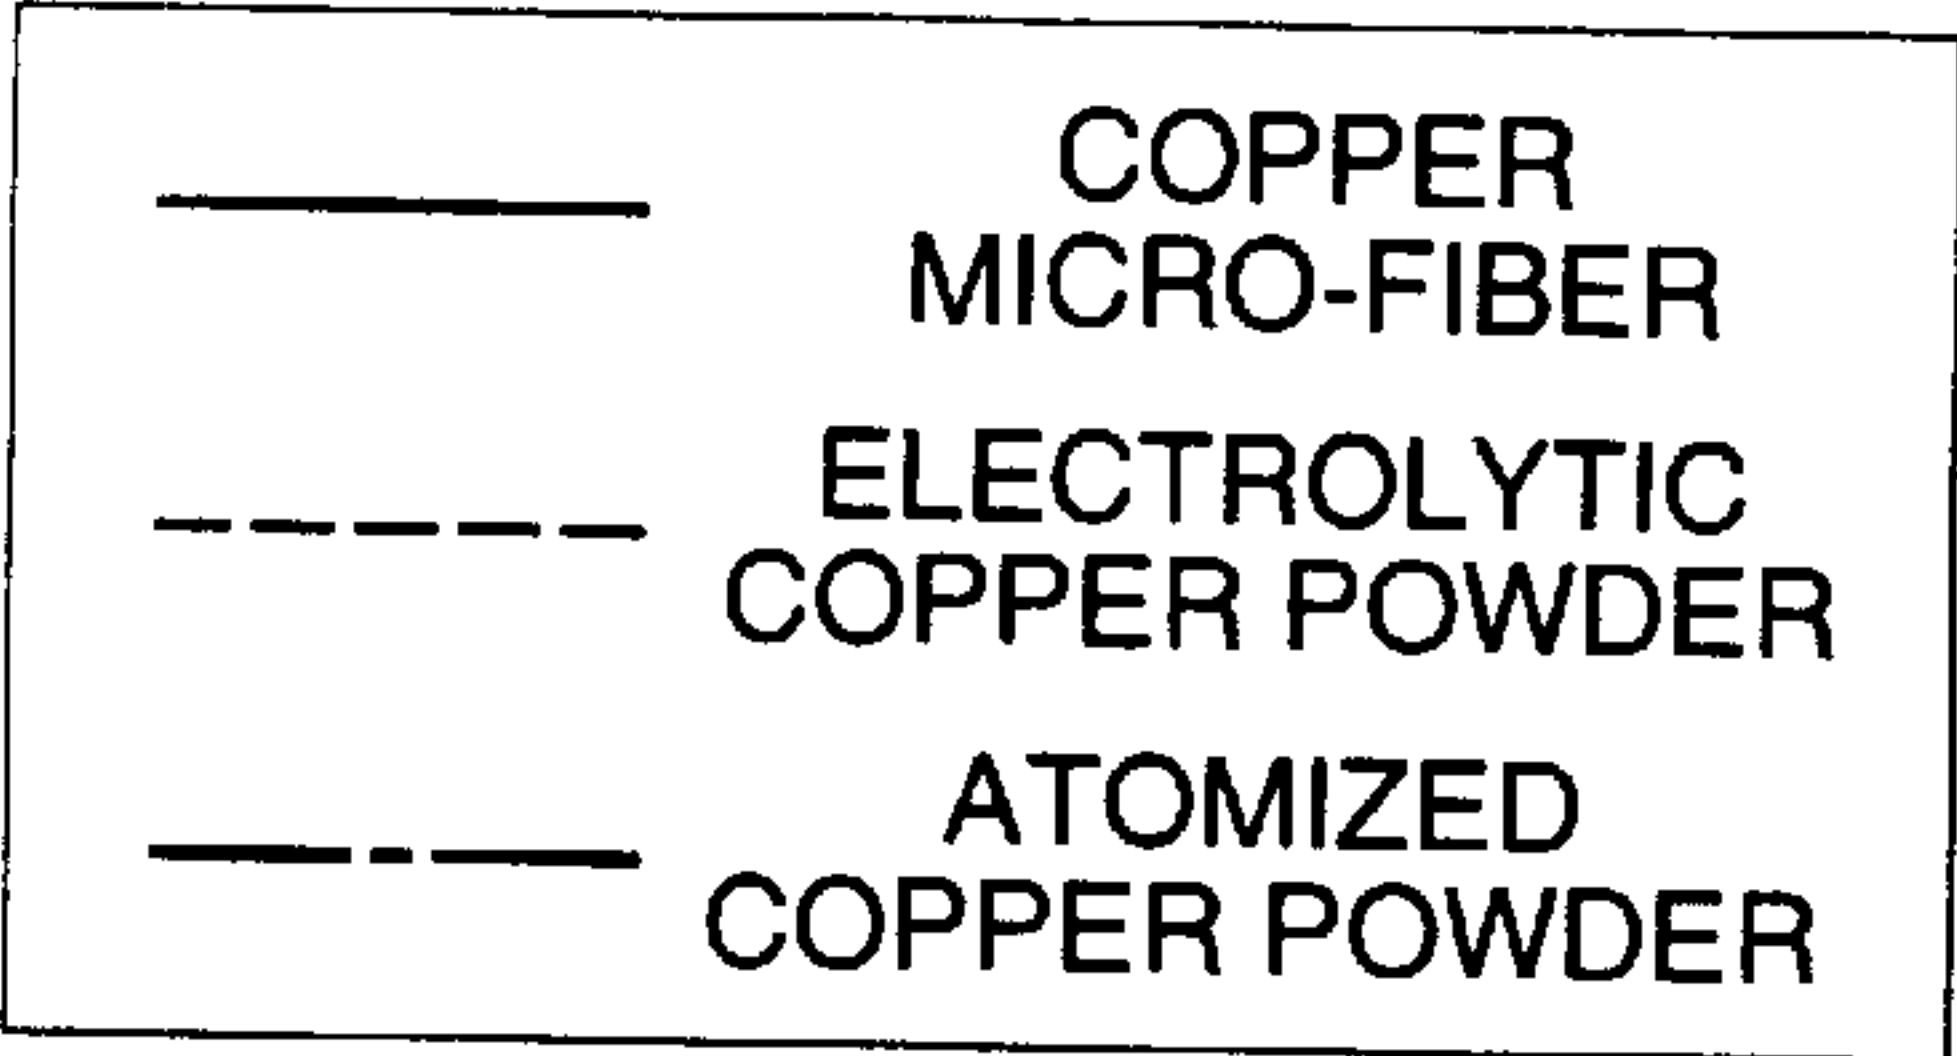 COPPER
MICRO-FIBER
ELECTROLYTIC
COPPER POWDER
ATOMIZED
COPPER POWDER